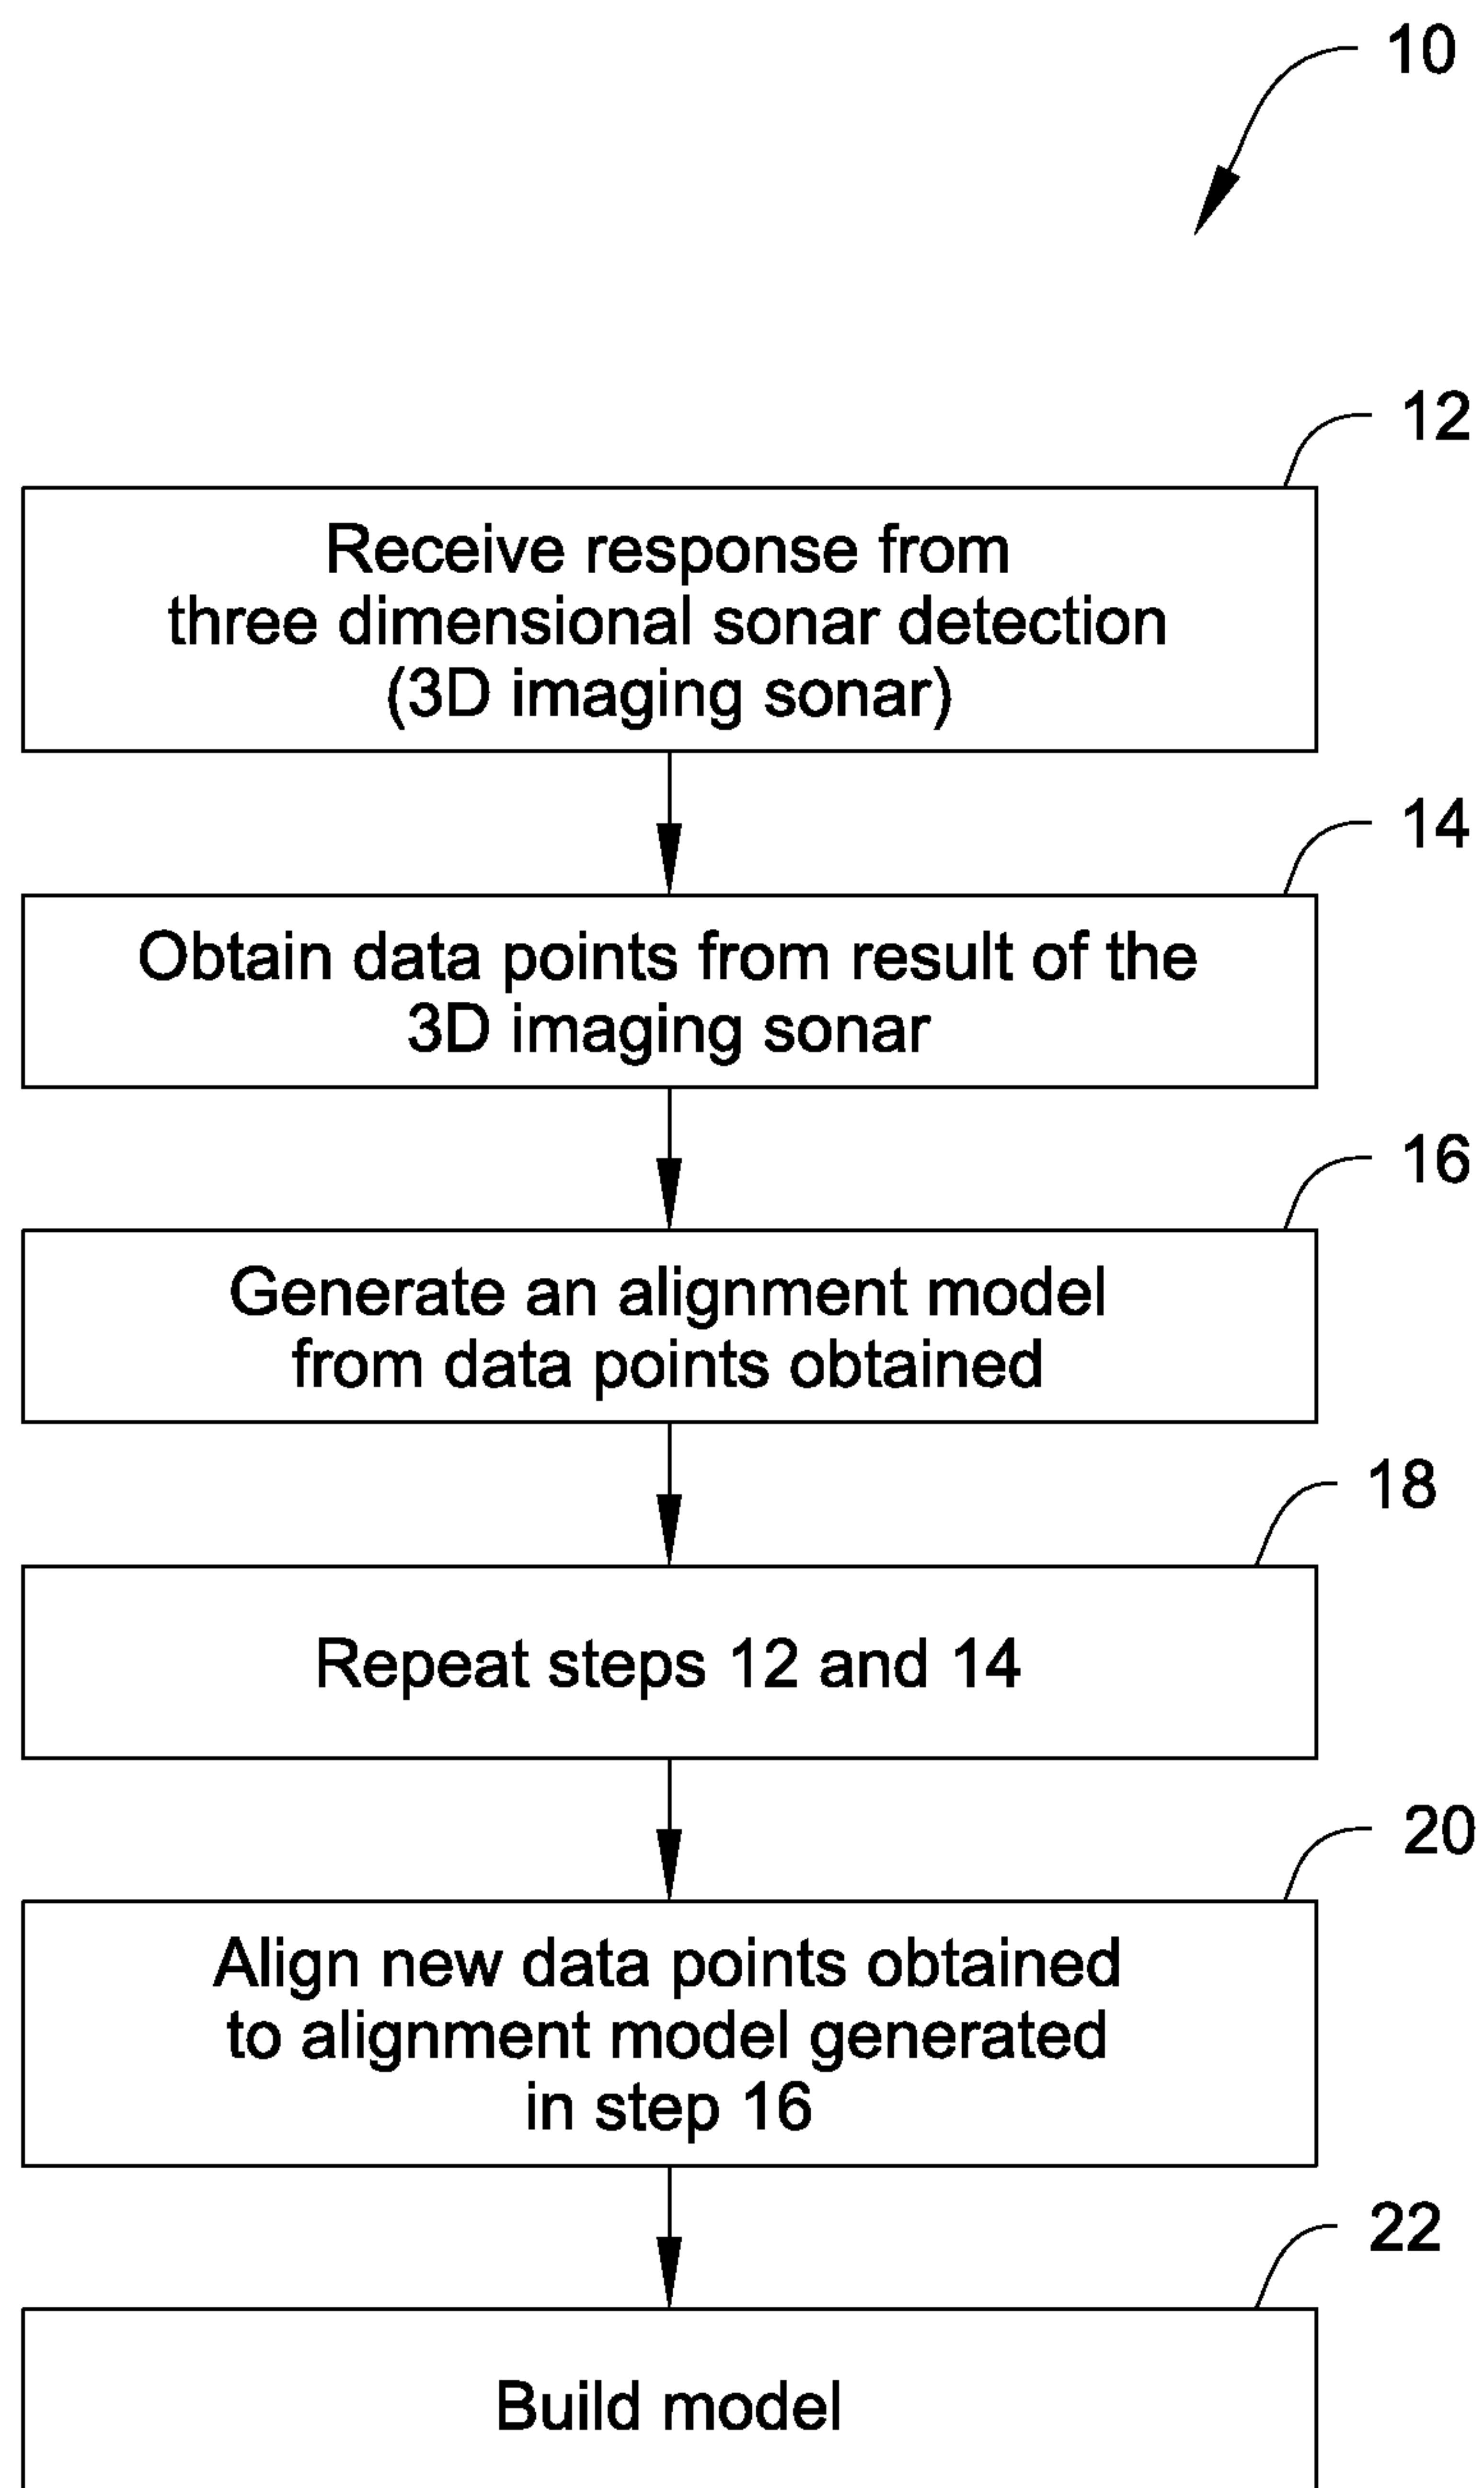 10
12
Receive response from
three dimensional sonar detection
(3D imaging sonar)
14
Obtain data points from result of the
3D imaging sonar
16
Generate an alignment model
from data points obtained
18
Repeat steps 12 and 14
20
Align new data points obtained
to alignment model generated
in step 16
22
Build model